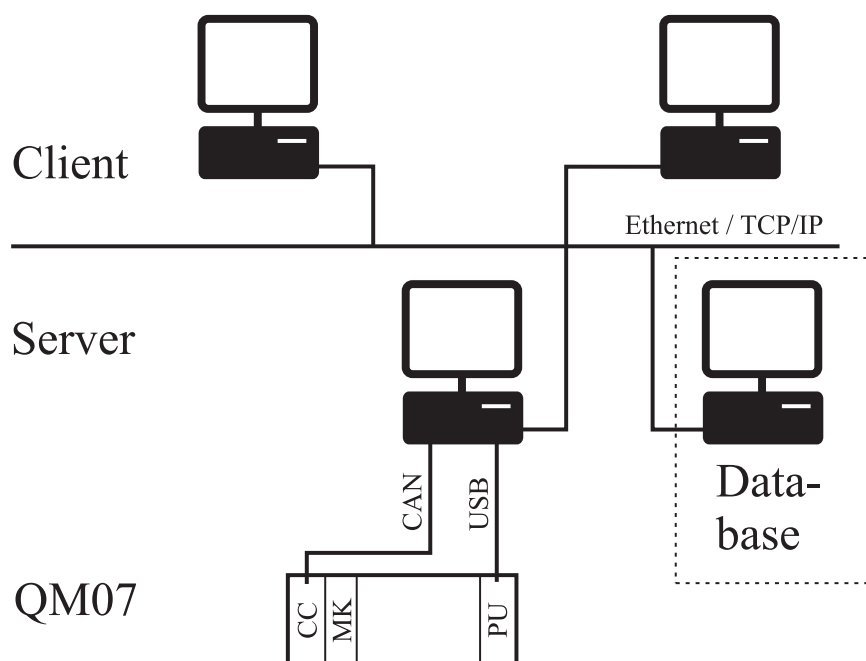 Client
Ethernet / TCP/IP
Server
CAN
USB
Data-
base
QM07
CC
MK
PU